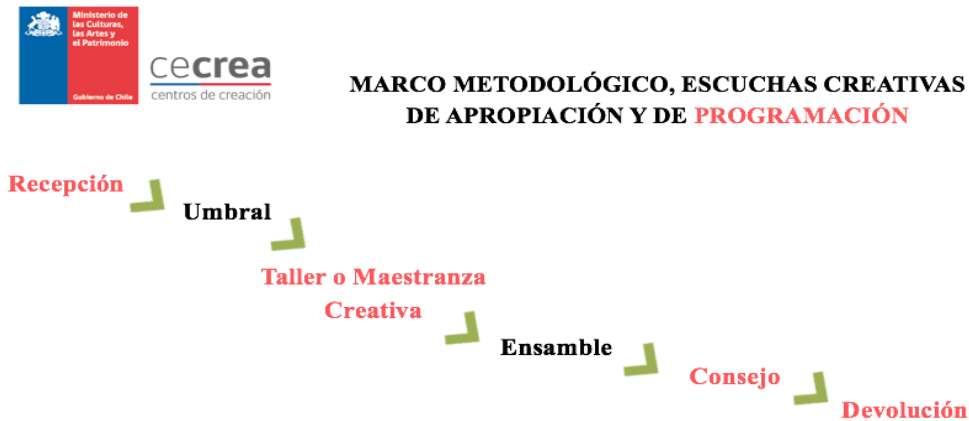 Ministerio de
las Culturas,
las Artes y
el Patrimonio
Gobierno de Chile
cecrea
centros de creación
MARCO METODOLÓGICO, ESCUCHAS CREATIVAS
DE APROPIACIÓN Y DE PROGRAMACIÓN
Recepción
Umbral
Taller o Maestranza
Creativa
Ensamble
Consejo
Devolución